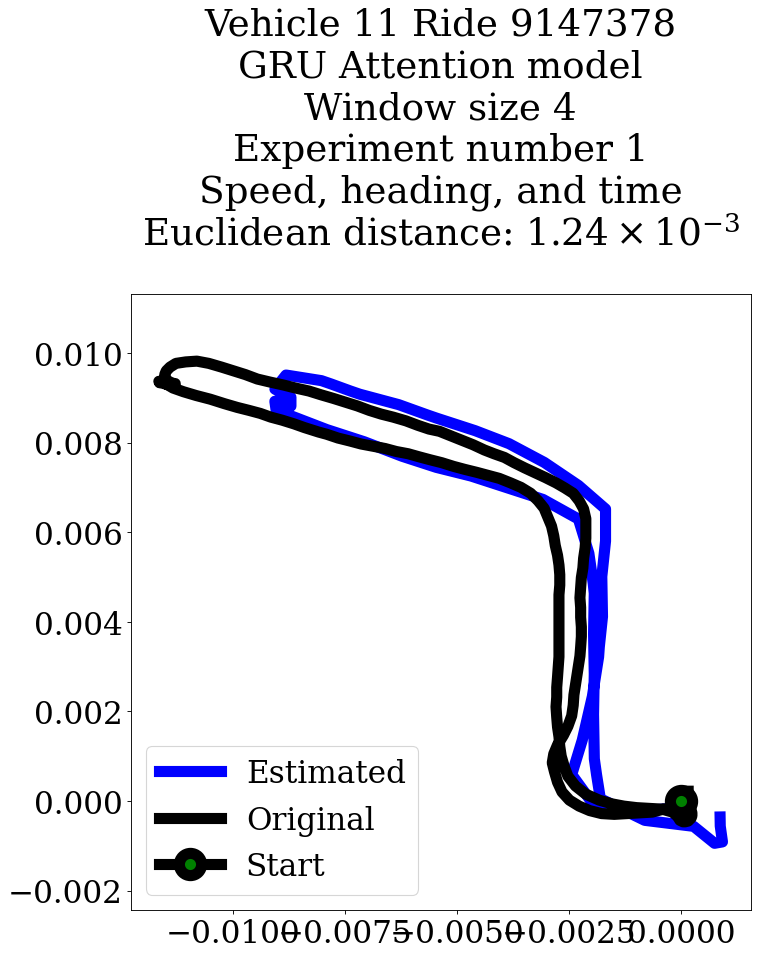 Vehicle 11 Ride 9147378
GRU Attention model
Window size 4
Experiment number 1
Speed, heading, and time
Euclidean distance: 1.24 × 10⁻³
0.010
0.008
0.006
0.004
0.002
0.000
−0.002
Estimated
Original
Start
−0.0100 −0.0075 −0.0050 −0.0025 0.0000